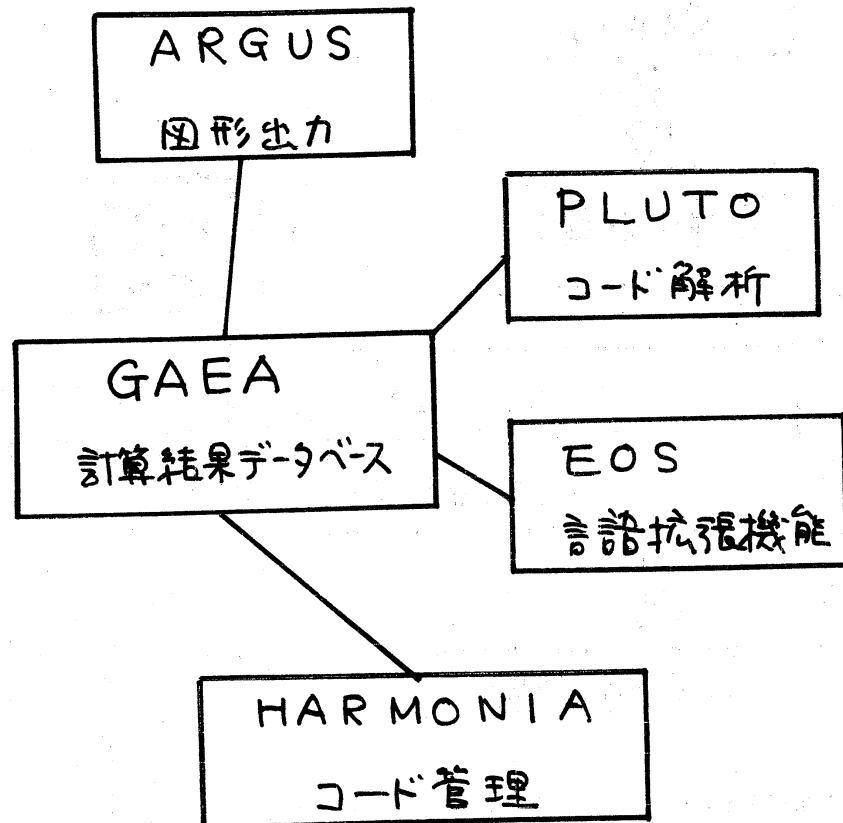 ARGUS
図形出力
PLUTO
コード解析
GAEA
計算結果データベース
EOS
言語拡張機能
HARMONIA
コード管理